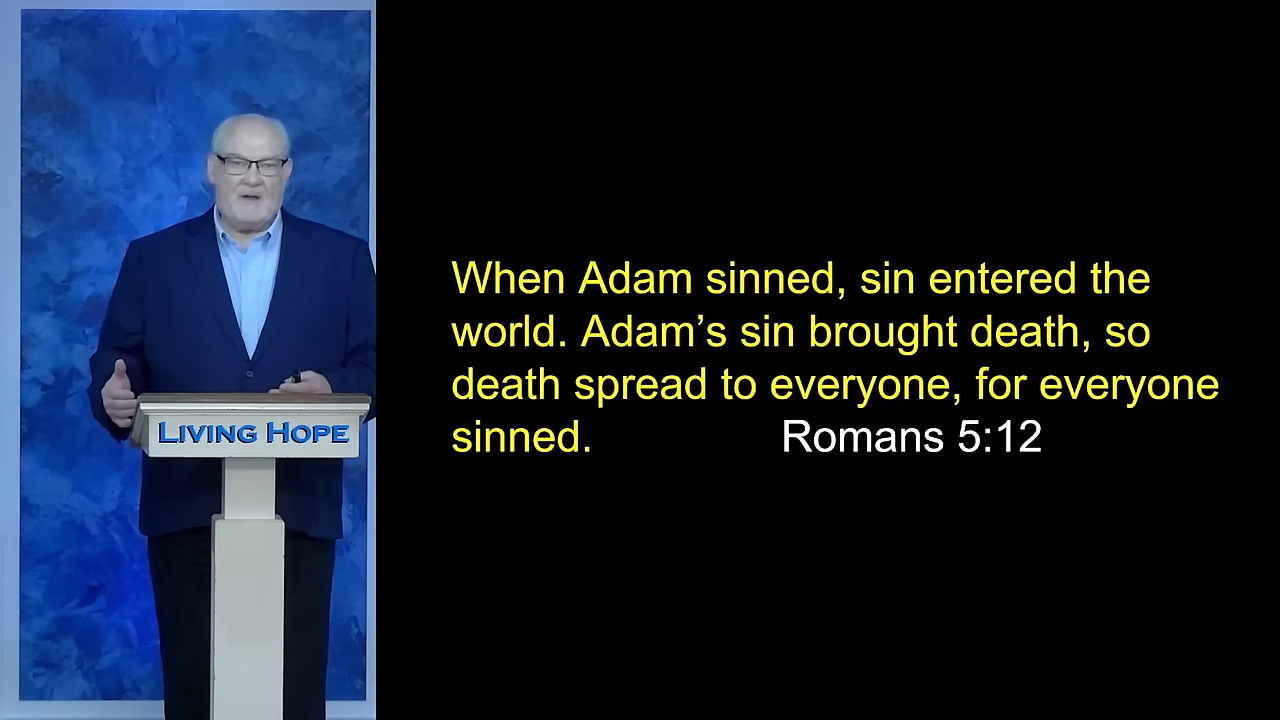 LIVING HOPE
When Adam sinned, sin entered the
world. Adam’s sin brought death, so
death spread to everyone, for everyone
sinned. Romans 5:12